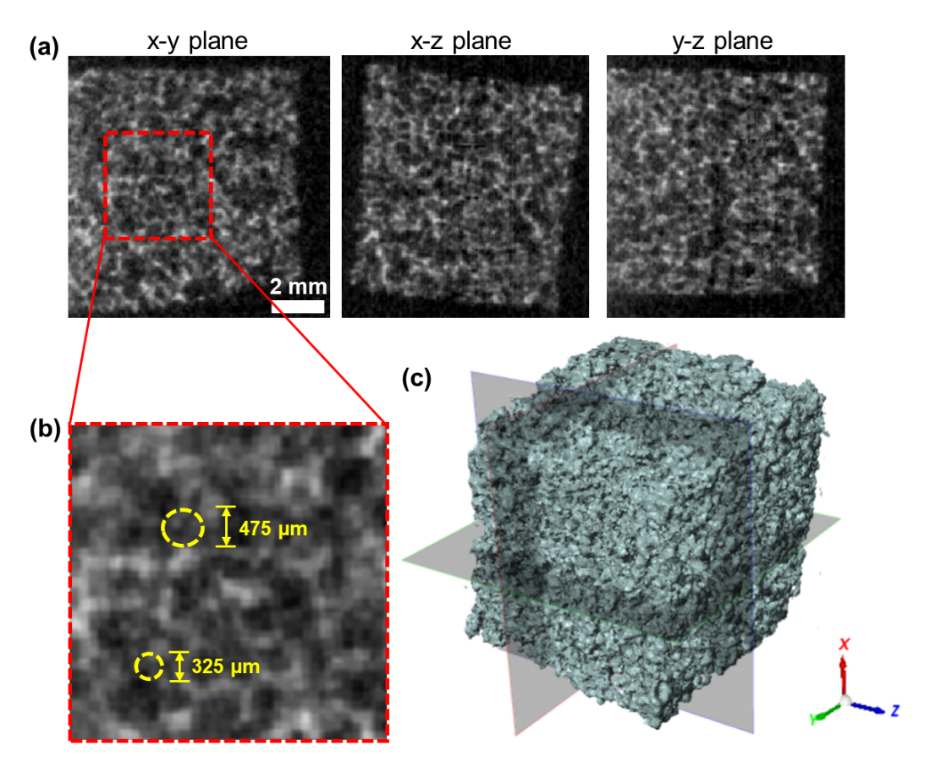 (a)
x-y plane
x-z plane
y-z plane
2 mm
(b)
475 µm
325 µm
(c)
X
Y
Z